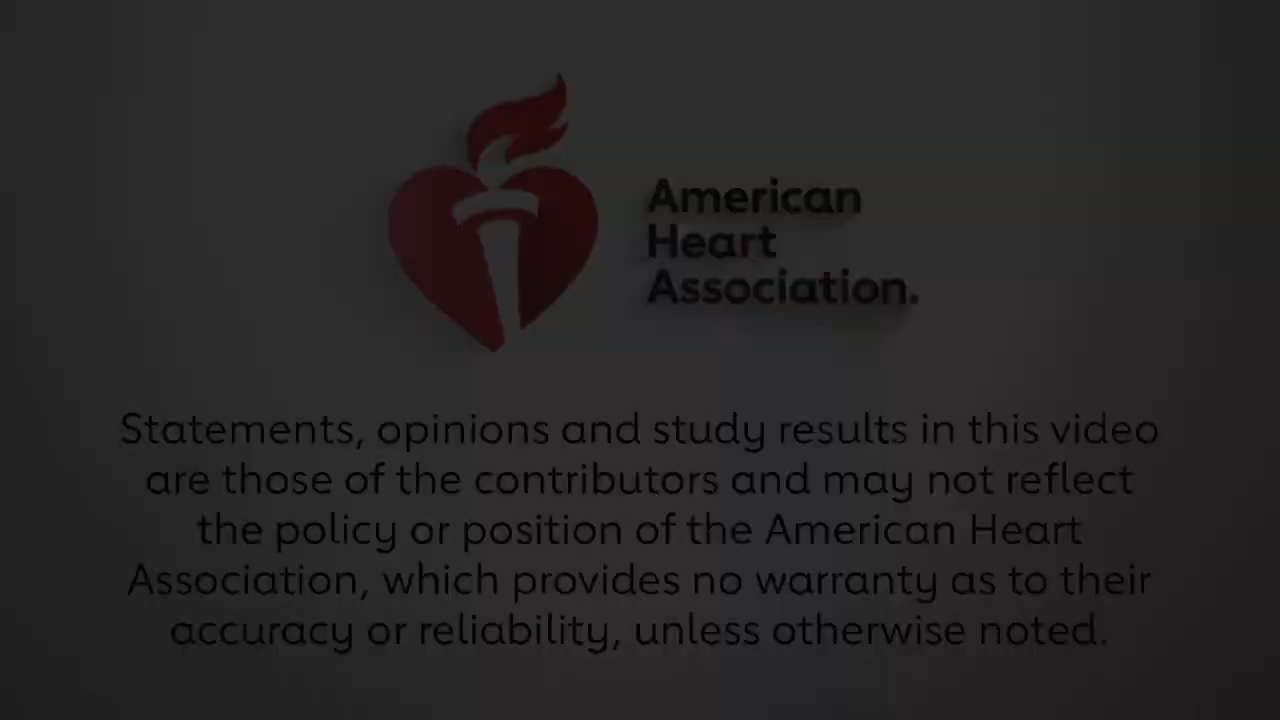 American
Heart
Association.
Statements, opinions and study results in this video
are those of the contributors and may not reflect
the policy or position of the American Heart
Association, which provides no warranty as to their
accuracy or reliability, unless otherwise noted.